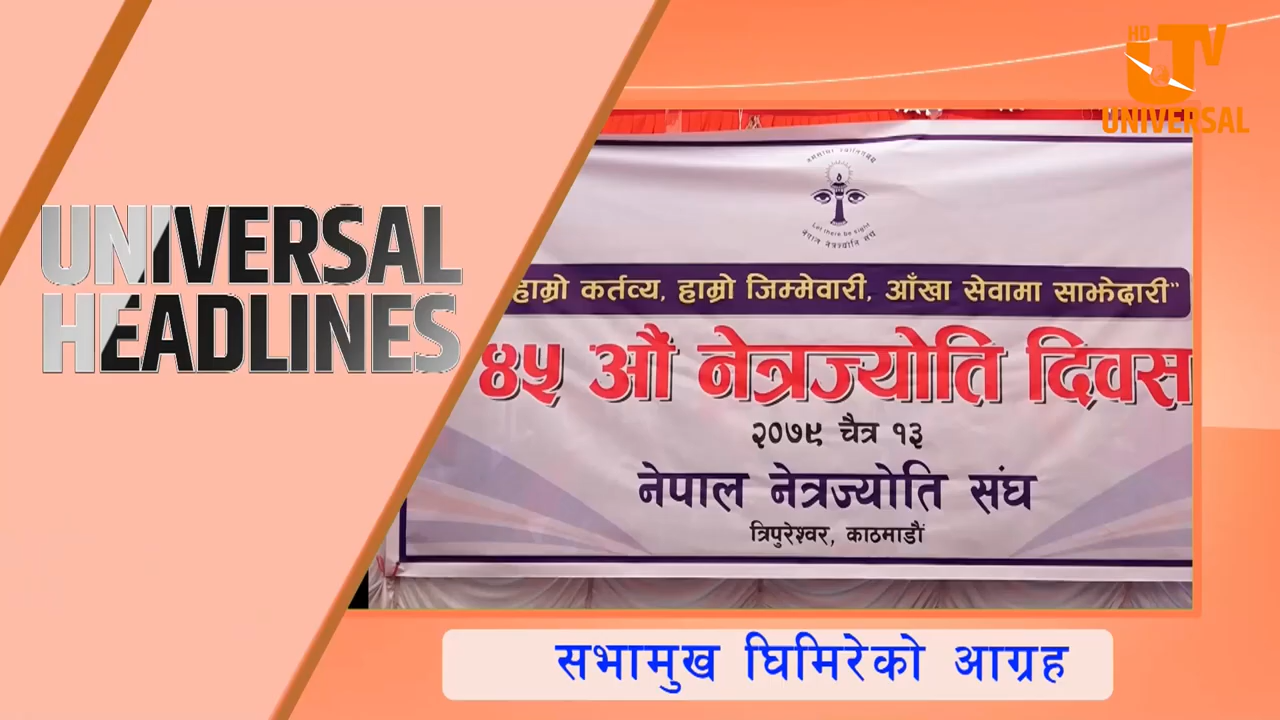 HD
UTV
UNIVERSAL
UNIVERSAL
HEADLINES
Let there be sight
नेपाल नेत्रज्योति संघ
हाम्रो कर्तव्य, हाम्रो जिम्मेवारी, आँखा सेवामा साझेदारी"
४५ औं नेत्रज्योति दिवस
२०७९ चैत्र १३
नेपाल नेत्रज्योति संघ
त्रिपुरेश्वर, काठमाडौं
सभामुख घिमिरेको आग्रह